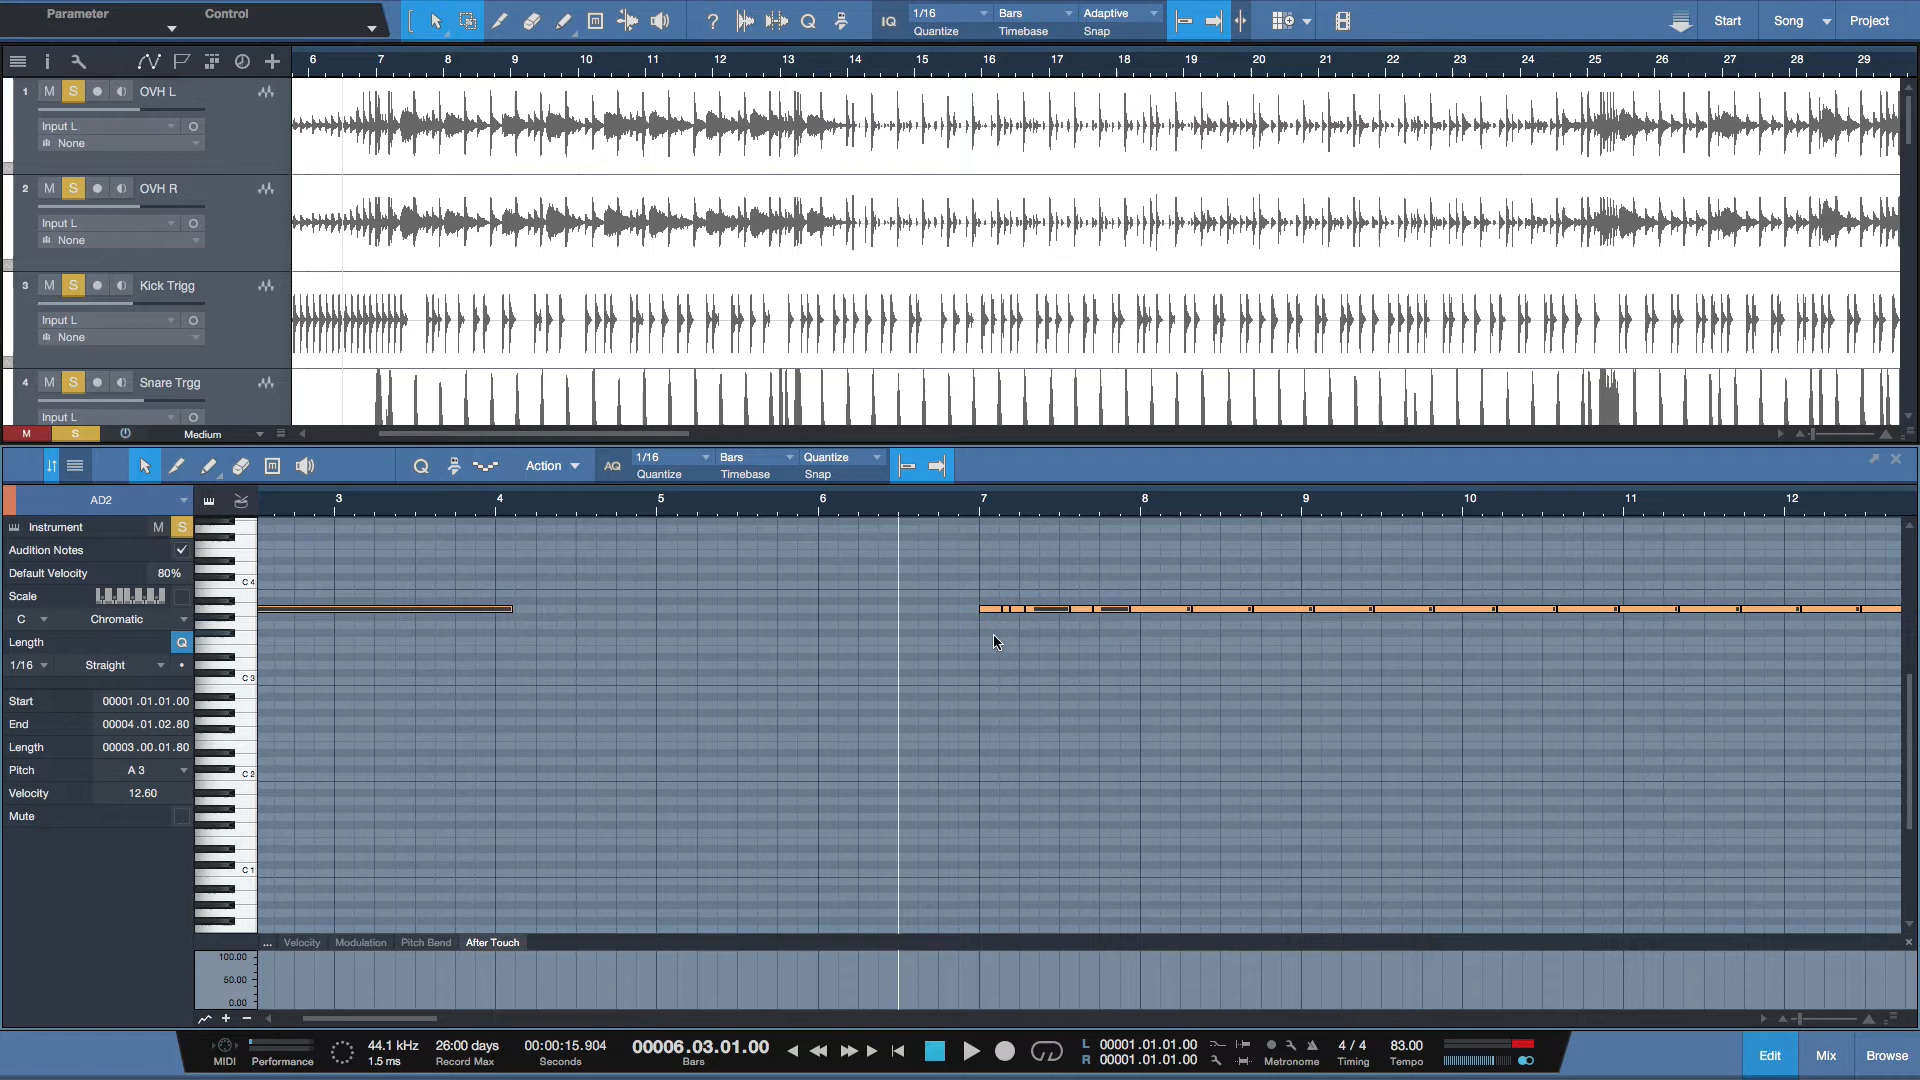 Parameter Control
IQ 1/16 Quantize Bars Timebase Adaptive Snap
Start Song Project
6 7 8 9 10 11 12 13 14 15 16 17 18 19 20 21 22 23 24 25 26 27 28 29
1 M S OVH L
Input L
None
2 M S OVH R
Input L
None
3 M S Kick Trigg
Input L
None
4 M S Snare Trgg
Input L
M S Medium
Q Action AQ 1/16 Quantize Bars Timebase Quantize Snap
AD2
3 4 5 6 7 8 9 10 11 12
Instrument M S
Audition Notes
Default Velocity 80%
Scale
C Chromatic
Length Q
1/16 Straight
Start 00001.01.01.00
End 00004.01.02.80
Length 00003.00.01.80
Pitch A 3
Velocity 12.60
Mute
C 4
C 3
C 2
C 1
... Velocity Modulation Pitch Bend After Touch
100.00
50.00
0.00
MIDI Performance
44.1 kHz
1.5 ms
26:00 days
Record Max
00:00:15.904
Seconds
00006.03.01.00
Bars
L 00001.01.01.00
R 00001.01.01.00
Metronome
4 / 4
Timing
83.00
Tempo
Edit Mix Browse